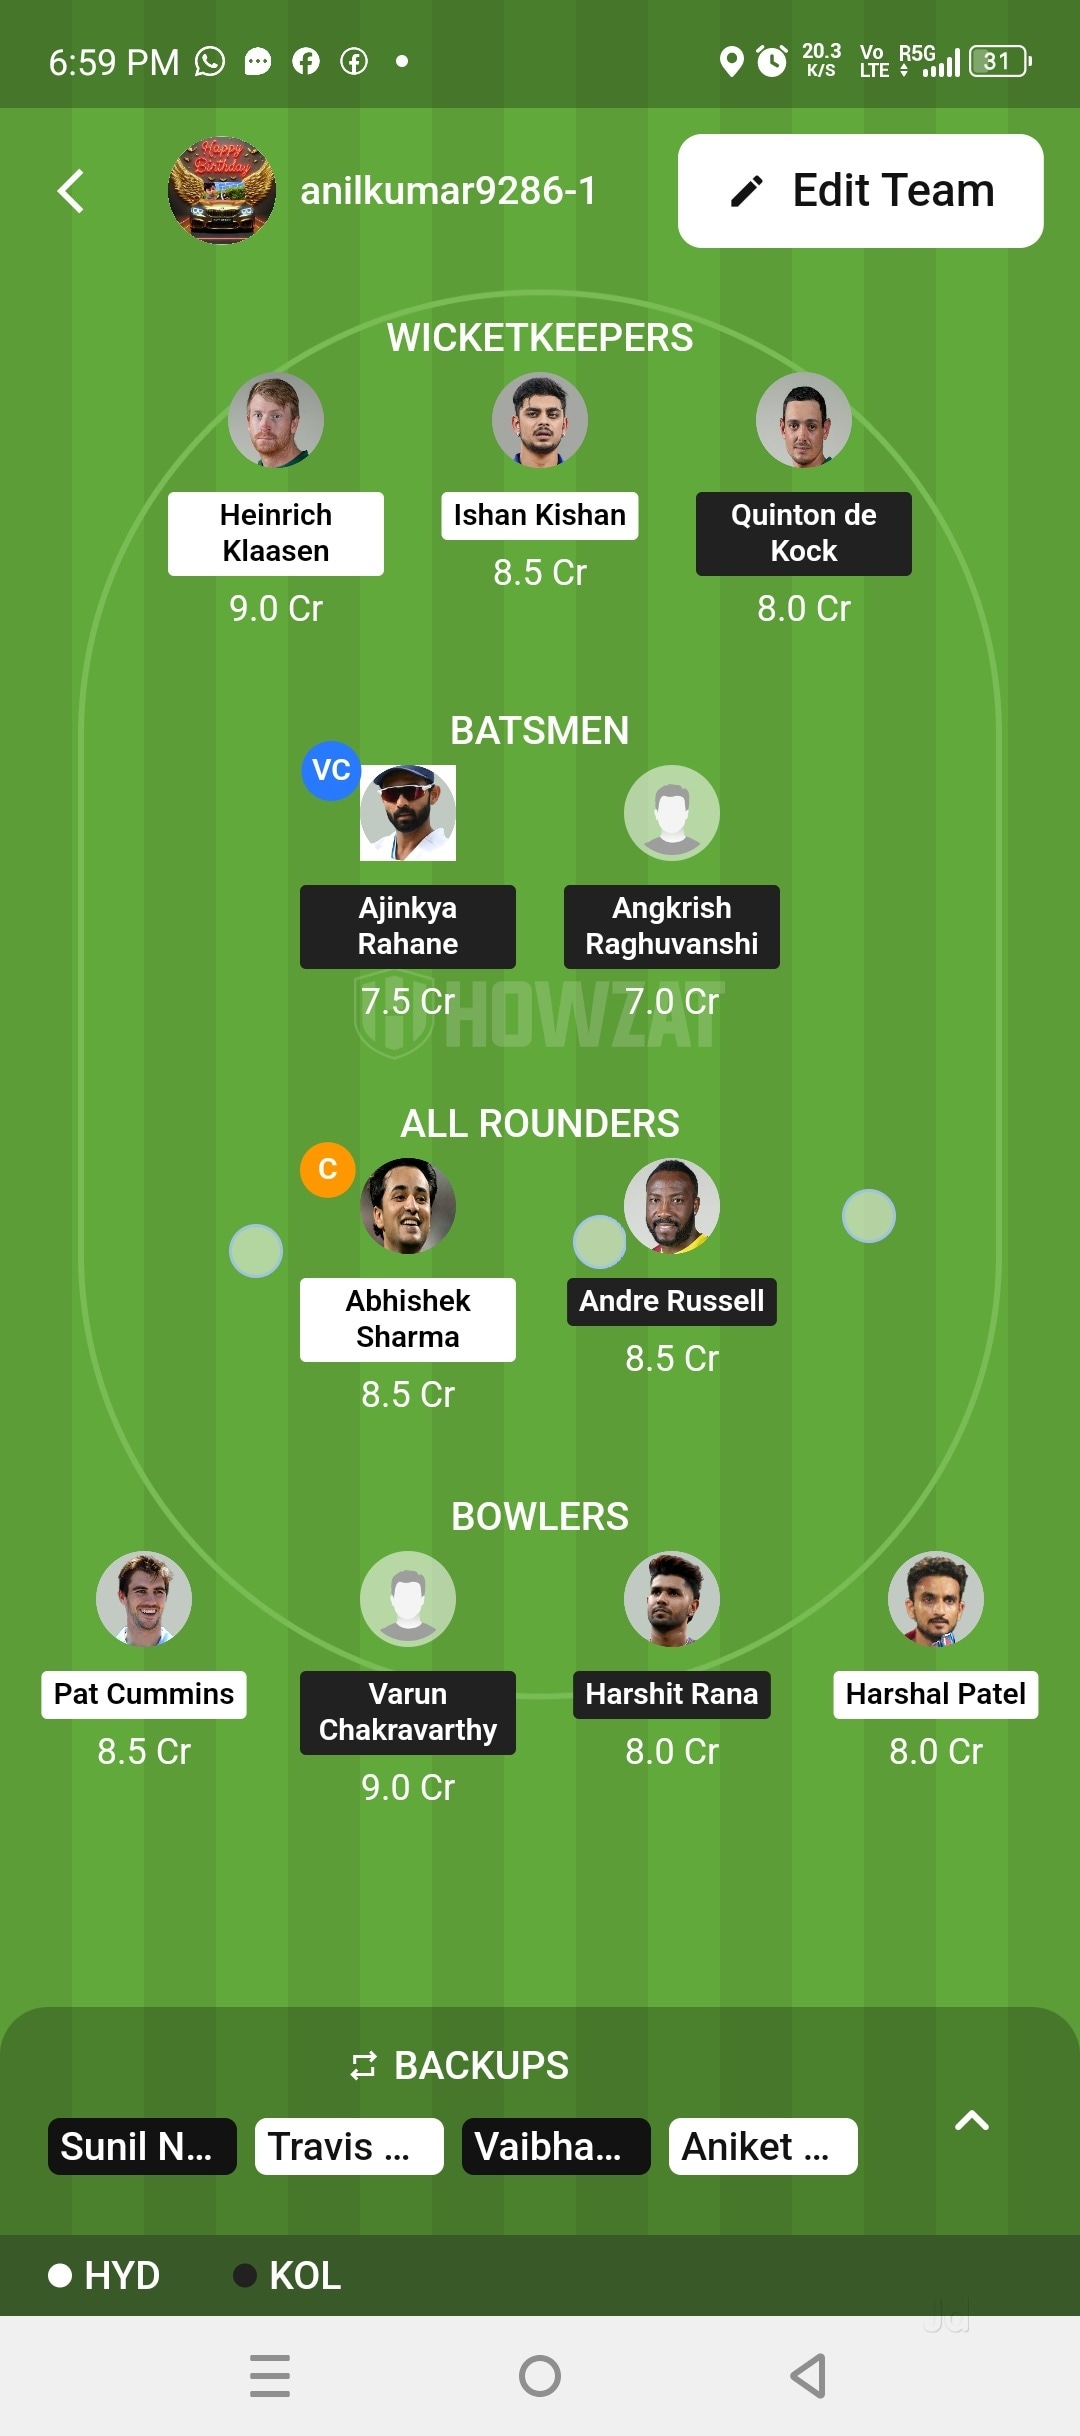 6:59 PM
20.3 K/S
Vo LTE
R5G
31
Happy
Birthday
anilkumar9286-1
Edit Team
WICKETKEEPERS
Heinrich
Klaasen
9.0 Cr
Ishan Kishan
8.5 Cr
Quinton de
Kock
8.0 Cr
BATSMEN
VC
Ajinkya
Rahane
7.5 Cr
Angkrish
Raghuvanshi
7.0 Cr
HOWZAT
ALL ROUNDERS
C
Abhishek
Sharma
8.5 Cr
Andre Russell
8.5 Cr
BOWLERS
Pat Cummins
8.5 Cr
Varun
Chakravarthy
9.0 Cr
Harshit Rana
8.0 Cr
Harshal Patel
8.0 Cr
BACKUPS
Sunil N...
Travis ...
Vaibha...
Aniket ...
HYD
KOL
Jd